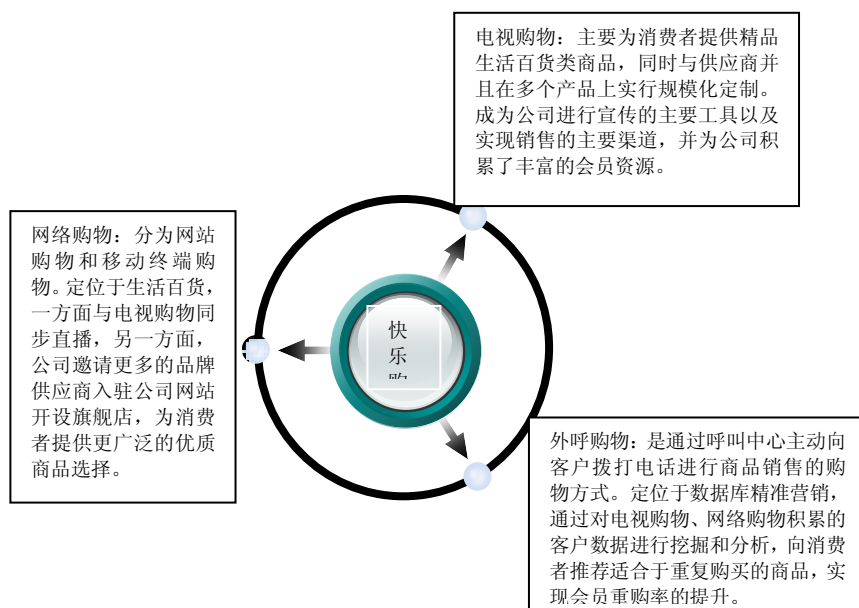 电视购物：主要为消费者提供精品
生活百货类商品，同时与供应商并
且在多个产品上实行规模化定制。
成为公司进行宣传的主要工具以及
实现销售的主要渠道，并为公司积
累了丰富的会员资源。
网络购物：分为网站
购物和移动终端购
物。定位于生活百货，
一方面与电视购物同
步直播，另一方面，
公司邀请更多的品牌
供应商入驻公司网站
开设旗舰店，为消费
者提供更广泛的优质
商品选择。
快
乐
购
外呼购物：是通过呼叫中心主动向
客户拨打电话进行商品销售的购
物方式。定位于数据库精准营销，
通过对电视购物、网络购物积累的
客户数据进行挖掘和分析，向消费
者推荐适合于重复购买的商品，实
现会员重购率的提升。